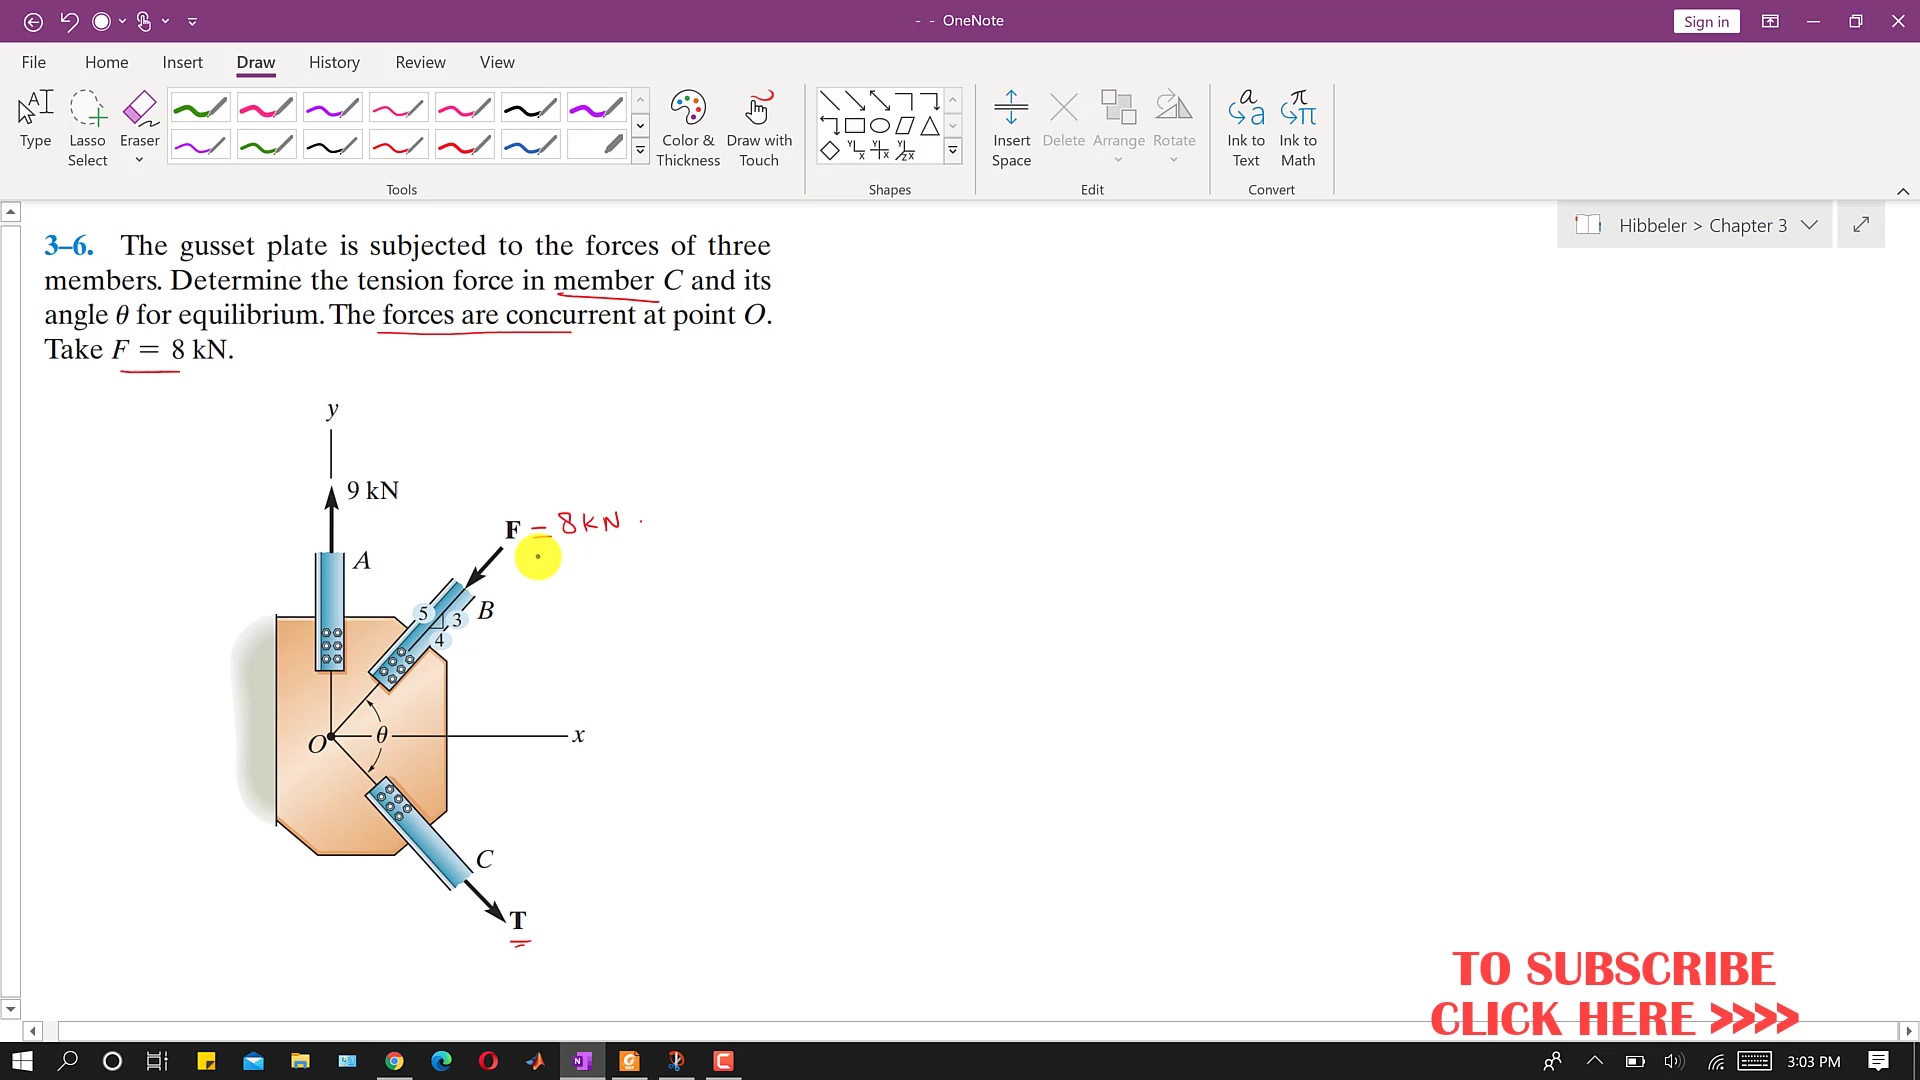 - - OneNote
Sign in
File Home Insert Draw History Review View
Type
Lasso Select
Eraser
Color & Thickness
Draw with Touch
Insert Space
Delete
Arrange
Rotate
Ink to Text
Ink to Math
Tools
Shapes
Edit
Convert
Hibbeler > Chapter 3
3–6. The gusset plate is subjected to the forces of three
members. Determine the tension force in member C and its
angle θ for equilibrium. The forces are concurrent at point O.
Take F = 8 kN.
y
9 kN
F = 8kN.
A
B
5
3
4
O
θ
x
C
T
TO SUBSCRIBE
CLICK HERE >>>>
3:03 PM